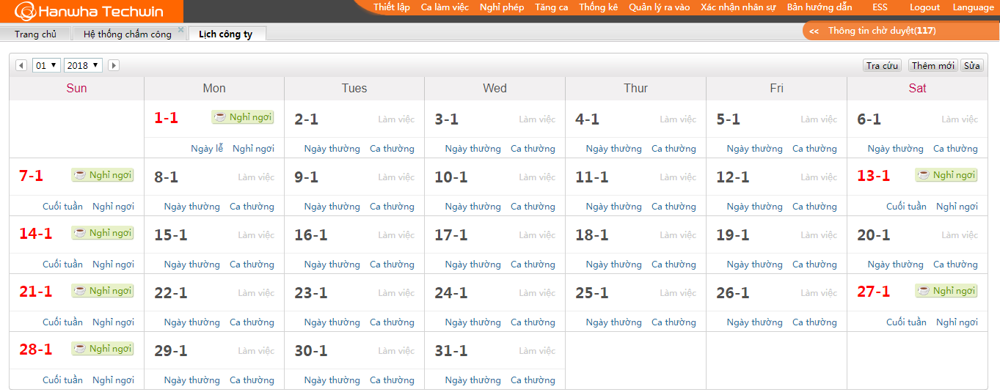 Hanwha Techwin Thiết lập Ca làm việc Nghỉ phép Tăng ca Thống kê Quản lý ra vào Xác nhận nhân sự Bản hướng dẫn ESS Logout Language
Trang chủ Hệ thống chấm công Lịch công ty << Thông tin chờ duyệt(117)
01 2018 Tra cứu Thêm mới Sửa
Sun Mon Tues Wed Thur Fri Sat
1-1 Nghỉ ngơi 2-1 Làm việc 3-1 Làm việc 4-1 Làm việc 5-1 Làm việc 6-1 Làm việc
Ngày lễ Nghỉ ngơi Ngày thường Ca thường Ngày thường Ca thường Ngày thường Ca thường Ngày thường Ca thường Ngày thường Ca thường
7-1 Nghỉ ngơi 8-1 Làm việc 9-1 Làm việc 10-1 Làm việc 11-1 Làm việc 12-1 Làm việc 13-1 Nghỉ ngơi
Cuối tuần Nghỉ ngơi Ngày thường Ca thường Ngày thường Ca thường Ngày thường Ca thường Ngày thường Ca thường Ngày thường Ca thường Cuối tuần Nghỉ ngơi
14-1 Nghỉ ngơi 15-1 Làm việc 16-1 Làm việc 17-1 Làm việc 18-1 Làm việc 19-1 Làm việc 20-1 Làm việc
Cuối tuần Nghỉ ngơi Ngày thường Ca thường Ngày thường Ca thường Ngày thường Ca thường Ngày thường Ca thường Ngày thường Ca thường Ngày thường Ca thường
21-1 Nghỉ ngơi 22-1 Làm việc 23-1 Làm việc 24-1 Làm việc 25-1 Làm việc 26-1 Làm việc 27-1 Nghỉ ngơi
Cuối tuần Nghỉ ngơi Ngày thường Ca thường Ngày thường Ca thường Ngày thường Ca thường Ngày thường Ca thường Ngày thường Ca thường Cuối tuần Nghỉ ngơi
28-1 Nghỉ ngơi 29-1 Làm việc 30-1 Làm việc 31-1 Làm việc
Cuối tuần Nghỉ ngơi Ngày thường Ca thường Ngày thường Ca thường Ngày thường Ca thường